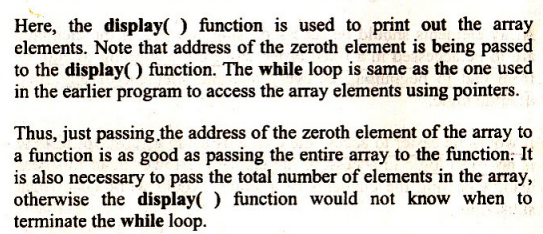 Here, the display( ) function is used to print out the array
elements. Note that address of the zeroth element is being passed
to the display( ) function. The while loop is same as the one used
in the earlier program to access the array elements using pointers.
Thus, just passing the address of the zeroth element of the array to
a function is as good as passing the entire array to the function. It
is also necessary to pass the total number of elements in the array,
otherwise the display( ) function would not know when to
terminate the while loop.